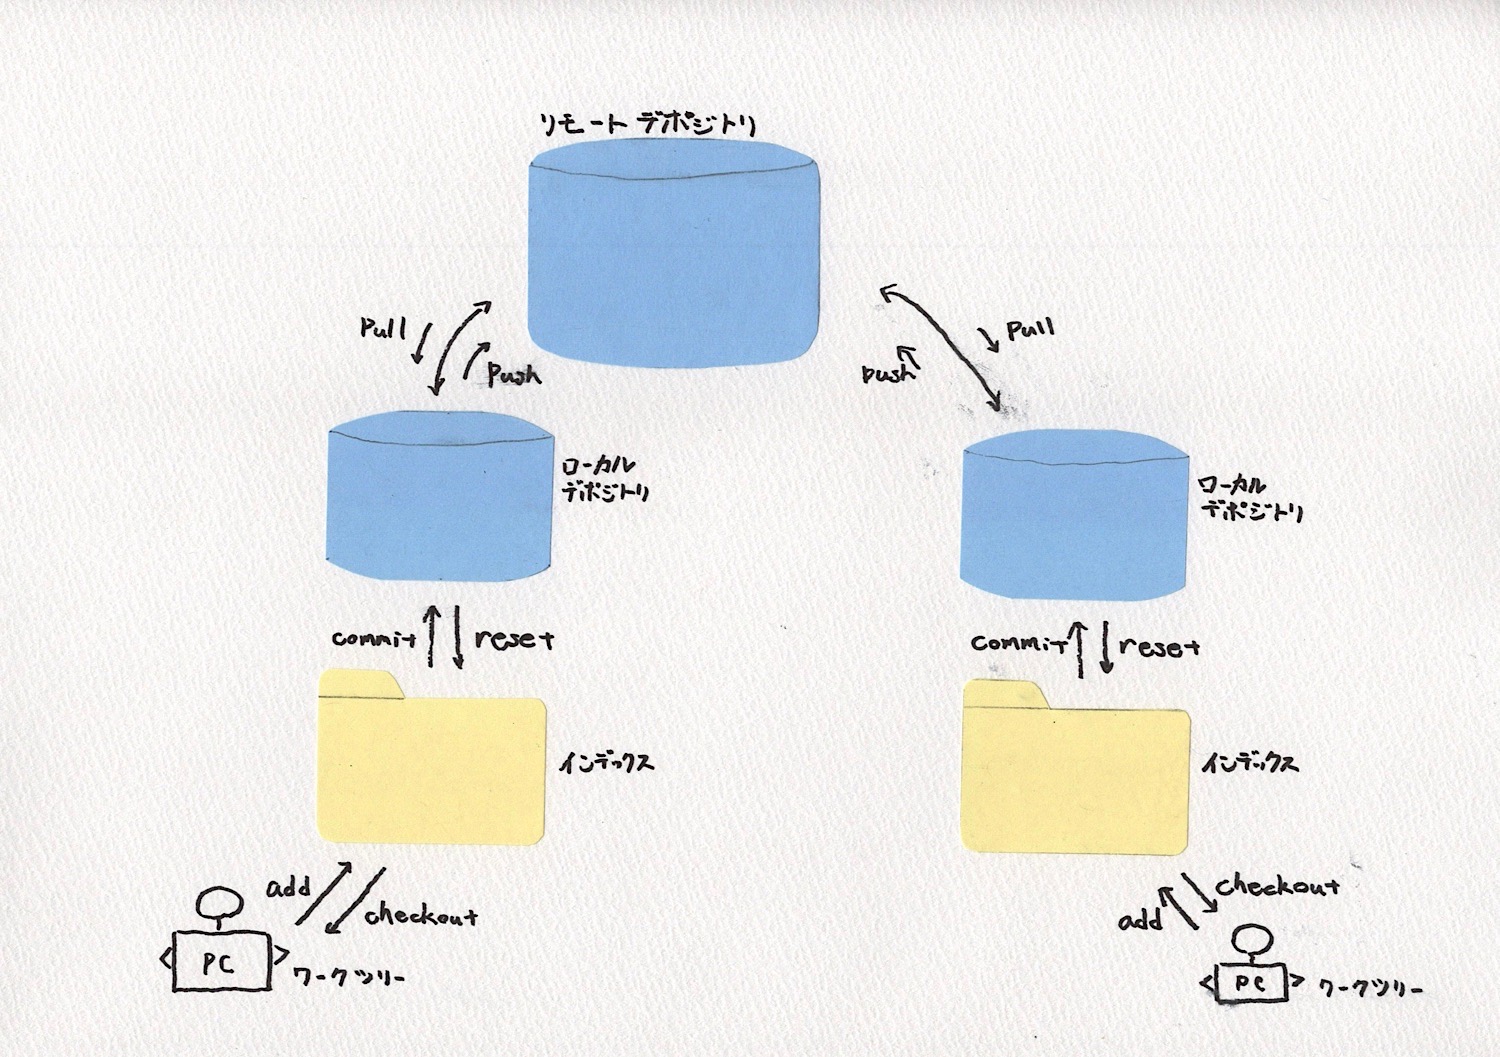 リモート デポジトリ
Pull
Push
push
Pull
ローカル
デポジトリ
ローカル
デポジトリ
commit
reset
commit
reset
インデックス
インデックス
add
checkout
PC
ワークツリー
checkout
add
PC
ワークツリー